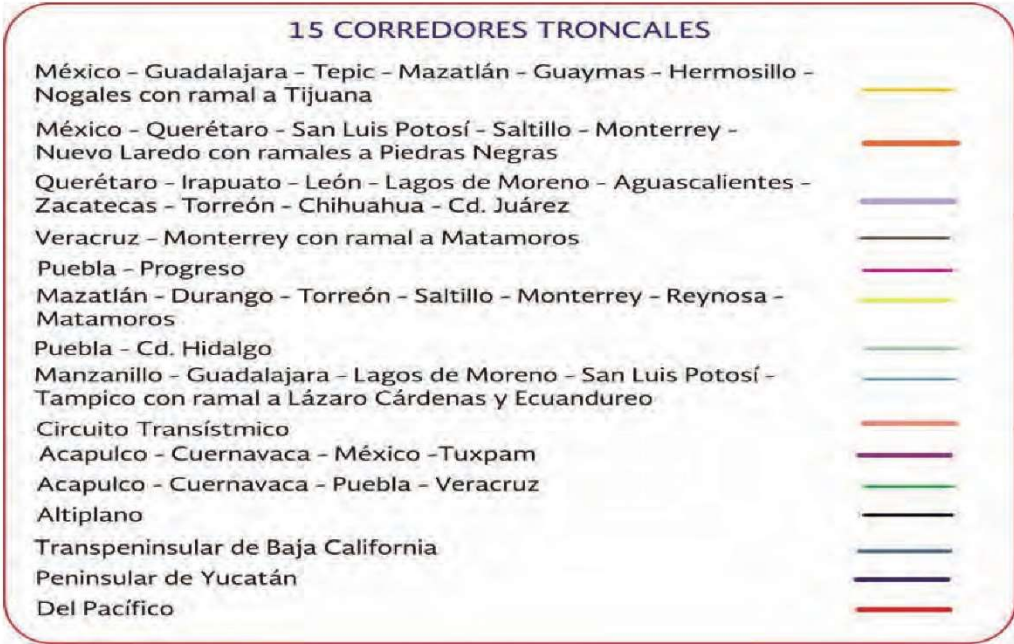 15 CORREDORES TRONCALES
México - Guadalajara - Tepic - Mazatlán - Guaymas - Hermosillo -
Nogales con ramal a Tijuana
México - Querétaro - San Luis Potosí - Saltillo - Monterrey -
Nuevo Laredo con ramales a Piedras Negras
Querétaro - Irapuato - León - Lagos de Moreno - Aguascalientes -
Zacatecas - Torreón - Chihuahua - Cd. Juárez
Veracruz - Monterrey con ramal a Matamoros
Puebla - Progreso
Mazatlán - Durango - Torreón - Saltillo - Monterrey - Reynosa -
Matamoros
Puebla - Cd. Hidalgo
Manzanillo - Guadalajara - Lagos de Moreno - San Luis Potosí -
Tampico con ramal a Lázaro Cárdenas y Ecuandureo
Circuito Transístmico
Acapulco - Cuernavaca - México -Tuxpam
Acapulco - Cuernavaca - Puebla - Veracruz
Altiplano
Transpeninsular de Baja California
Peninsular de Yucatán
Del Pacífico